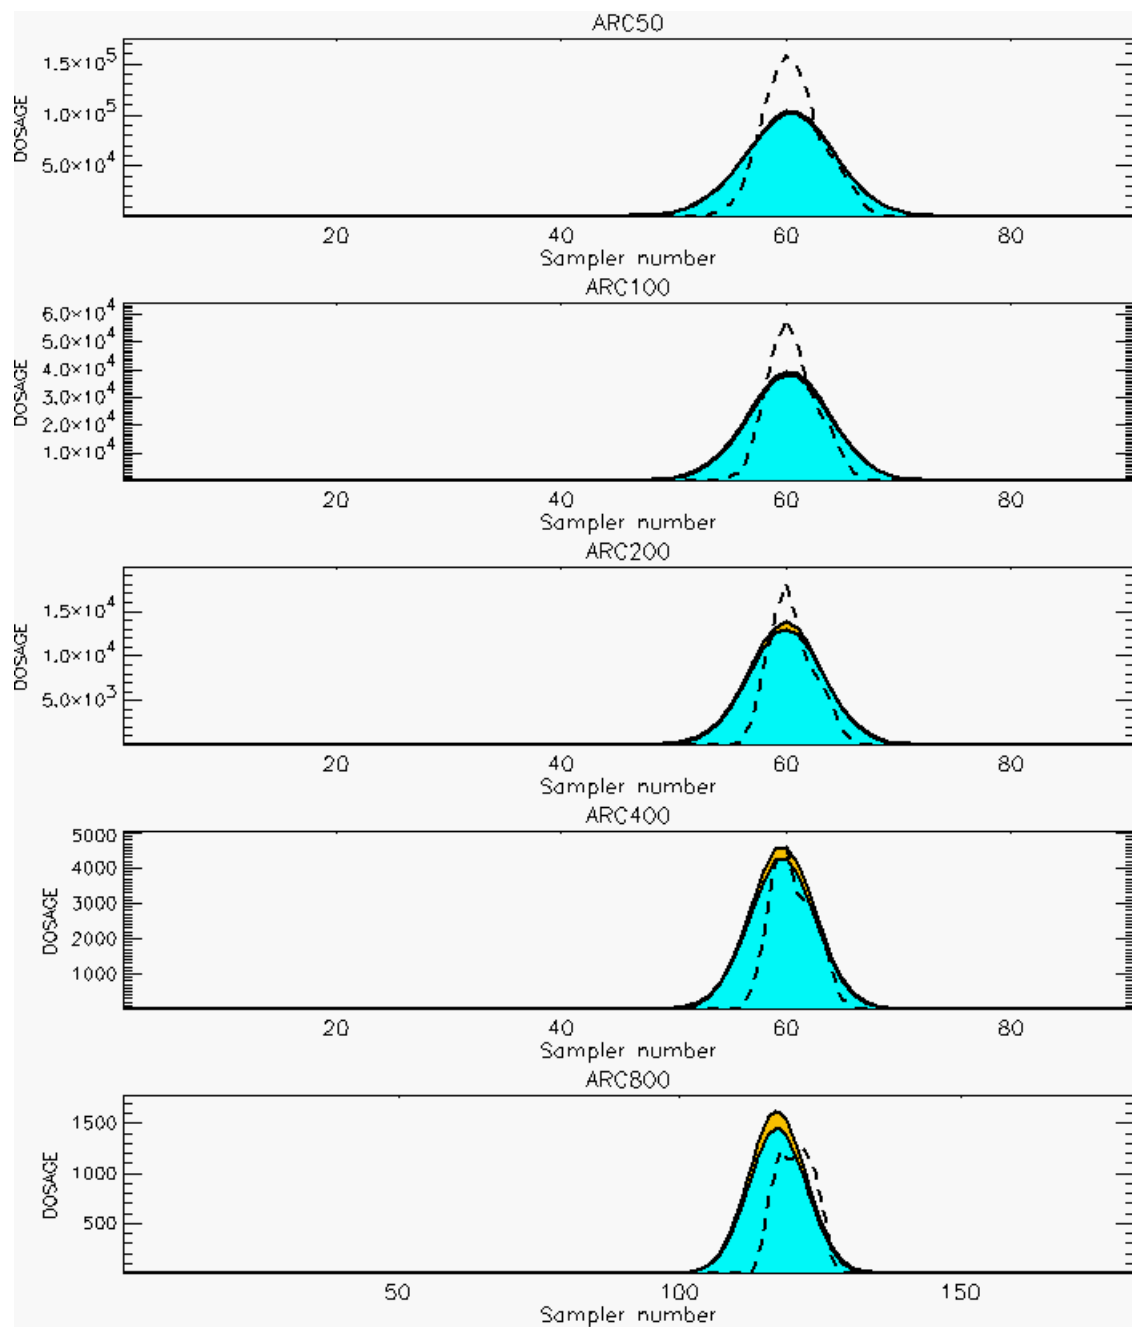 ARC50
1.5×10⁵
1.0×10⁵
5.0×10⁴
DOSAGE
20 40 60 80
Sampler number
ARC100
6.0×10⁴
5.0×10⁴
4.0×10⁴
3.0×10⁴
2.0×10⁴
1.0×10⁴
DOSAGE
20 40 60 80
Sampler number
ARC200
1.5×10⁴
1.0×10⁴
5.0×10³
DOSAGE
20 40 60 80
Sampler number
ARC400
5000
4000
3000
2000
1000
DOSAGE
20 40 60 80
Sampler number
ARC800
1500
1000
500
DOSAGE
50 100 150
Sampler number